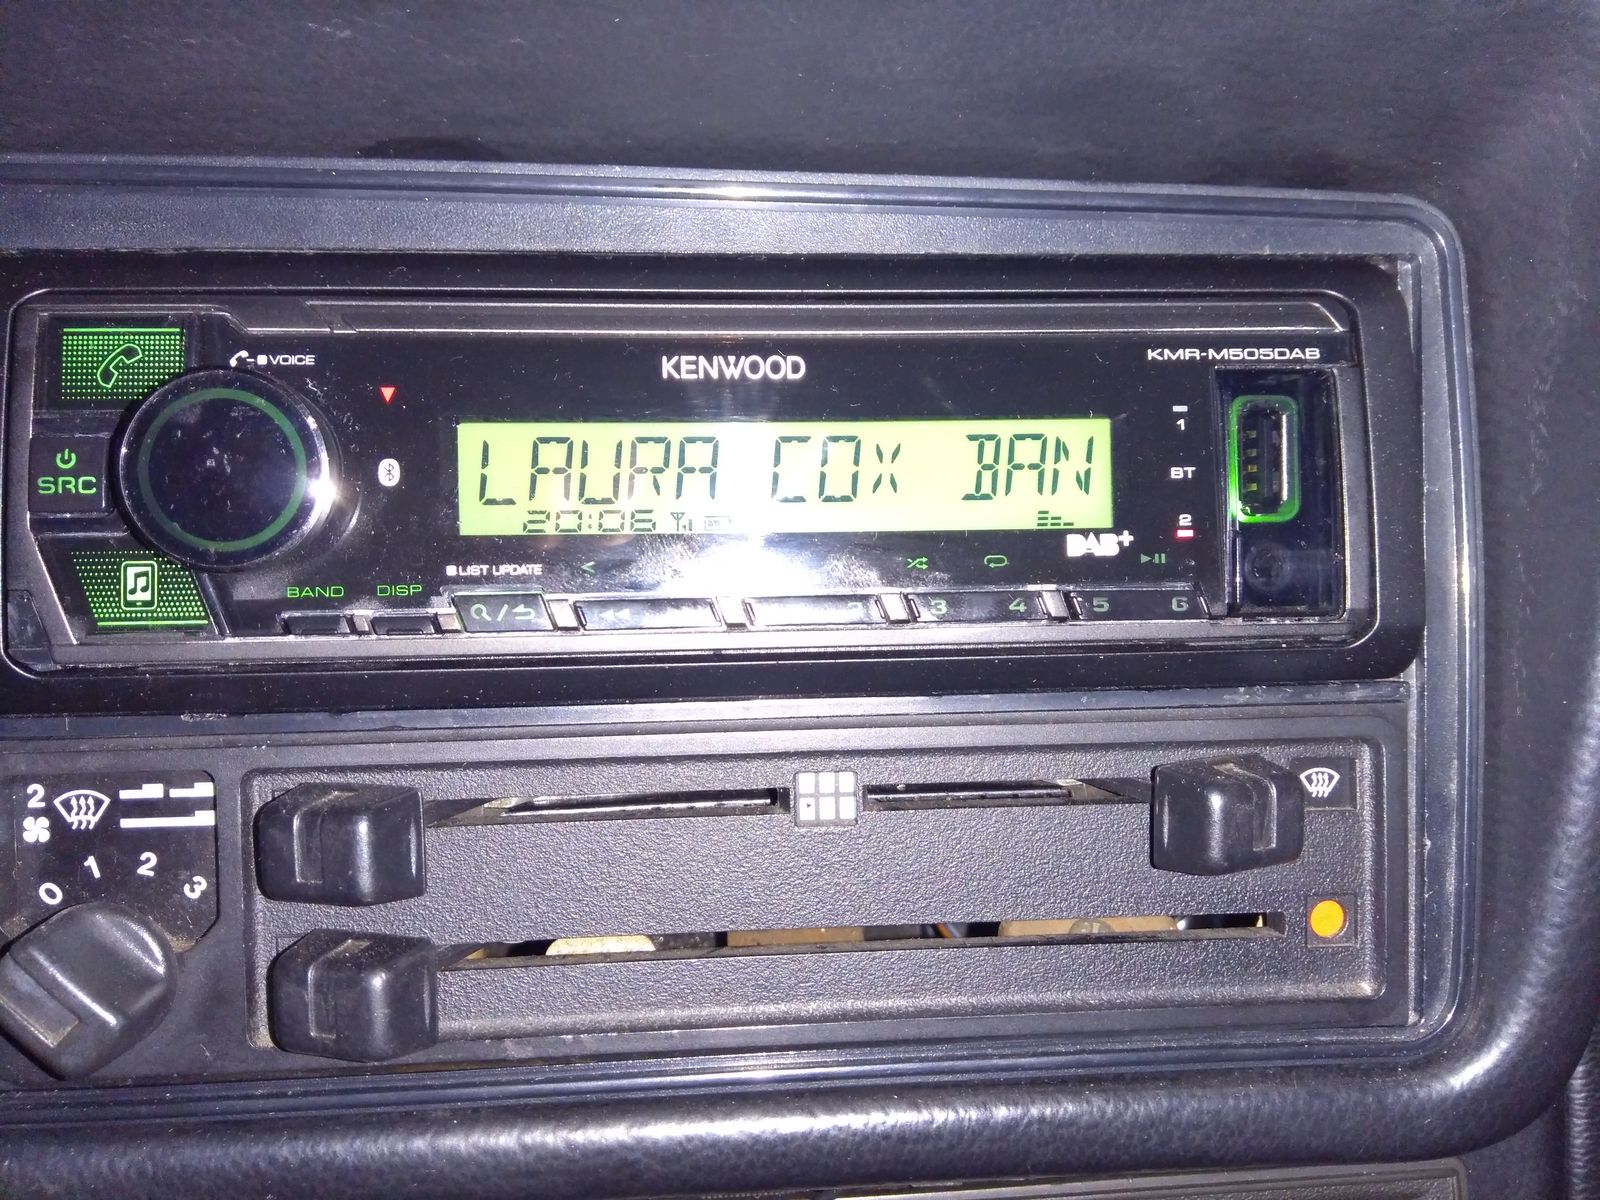 VOICE
KENWOOD
KMR-M505DAB
1
SRC
LAURA COX BAN
BT
20:06
2
DAB+
LIST UPDATE
BAND DISP
Q/ 2 3 4 5 6
2
0 1 2 3